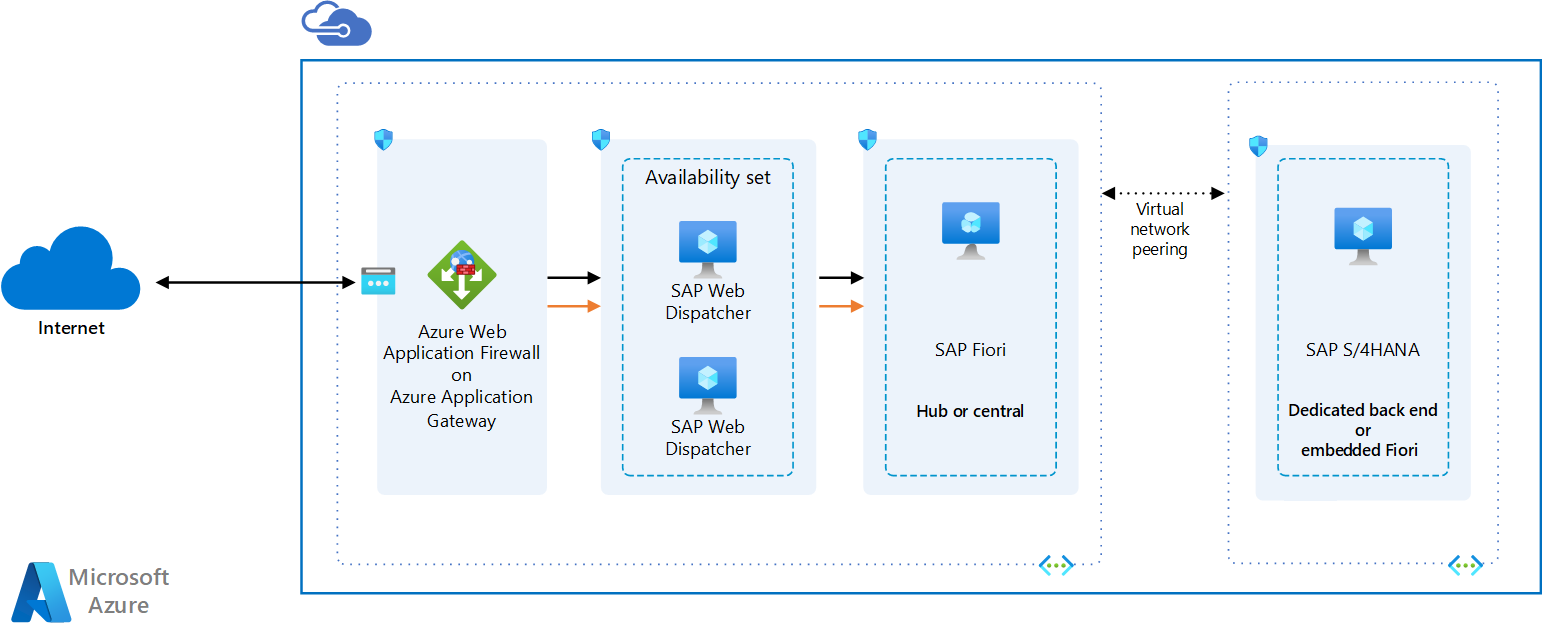 Internet
Azure Web
Application Firewall
on
Azure Application
Gateway
Availability set
SAP Web
Dispatcher
SAP Web
Dispatcher
SAP Fiori
Hub or central
Virtual
network
peering
SAP S/4HANA
Dedicated back end
or
embedded Fiori
Microsoft
Azure